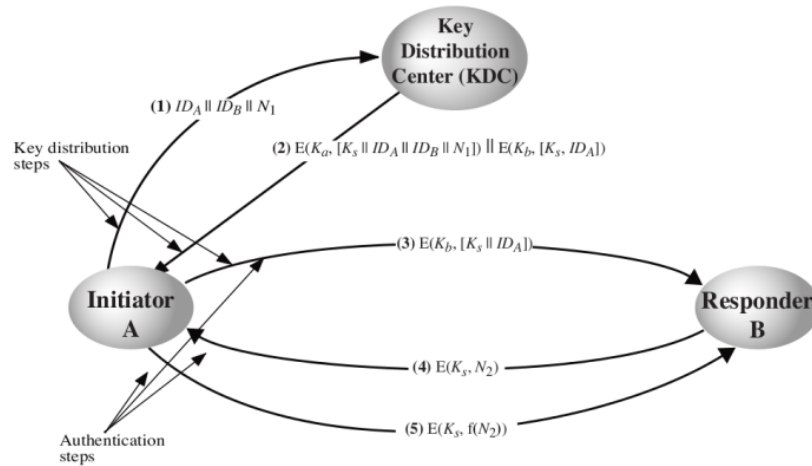 Key
Distribution
Center (KDC)
(1) ID_A || ID_B || N_1
(2) E(K_a, [K_s || ID_A || ID_B || N_1]) || E(K_b, [K_s, ID_A])
Key distribution
steps
(3) E(K_b, [K_s || ID_A])
Initiator
A
Responder
B
(4) E(K_s, N_2)
(5) E(K_s, f(N_2))
Authentication
steps